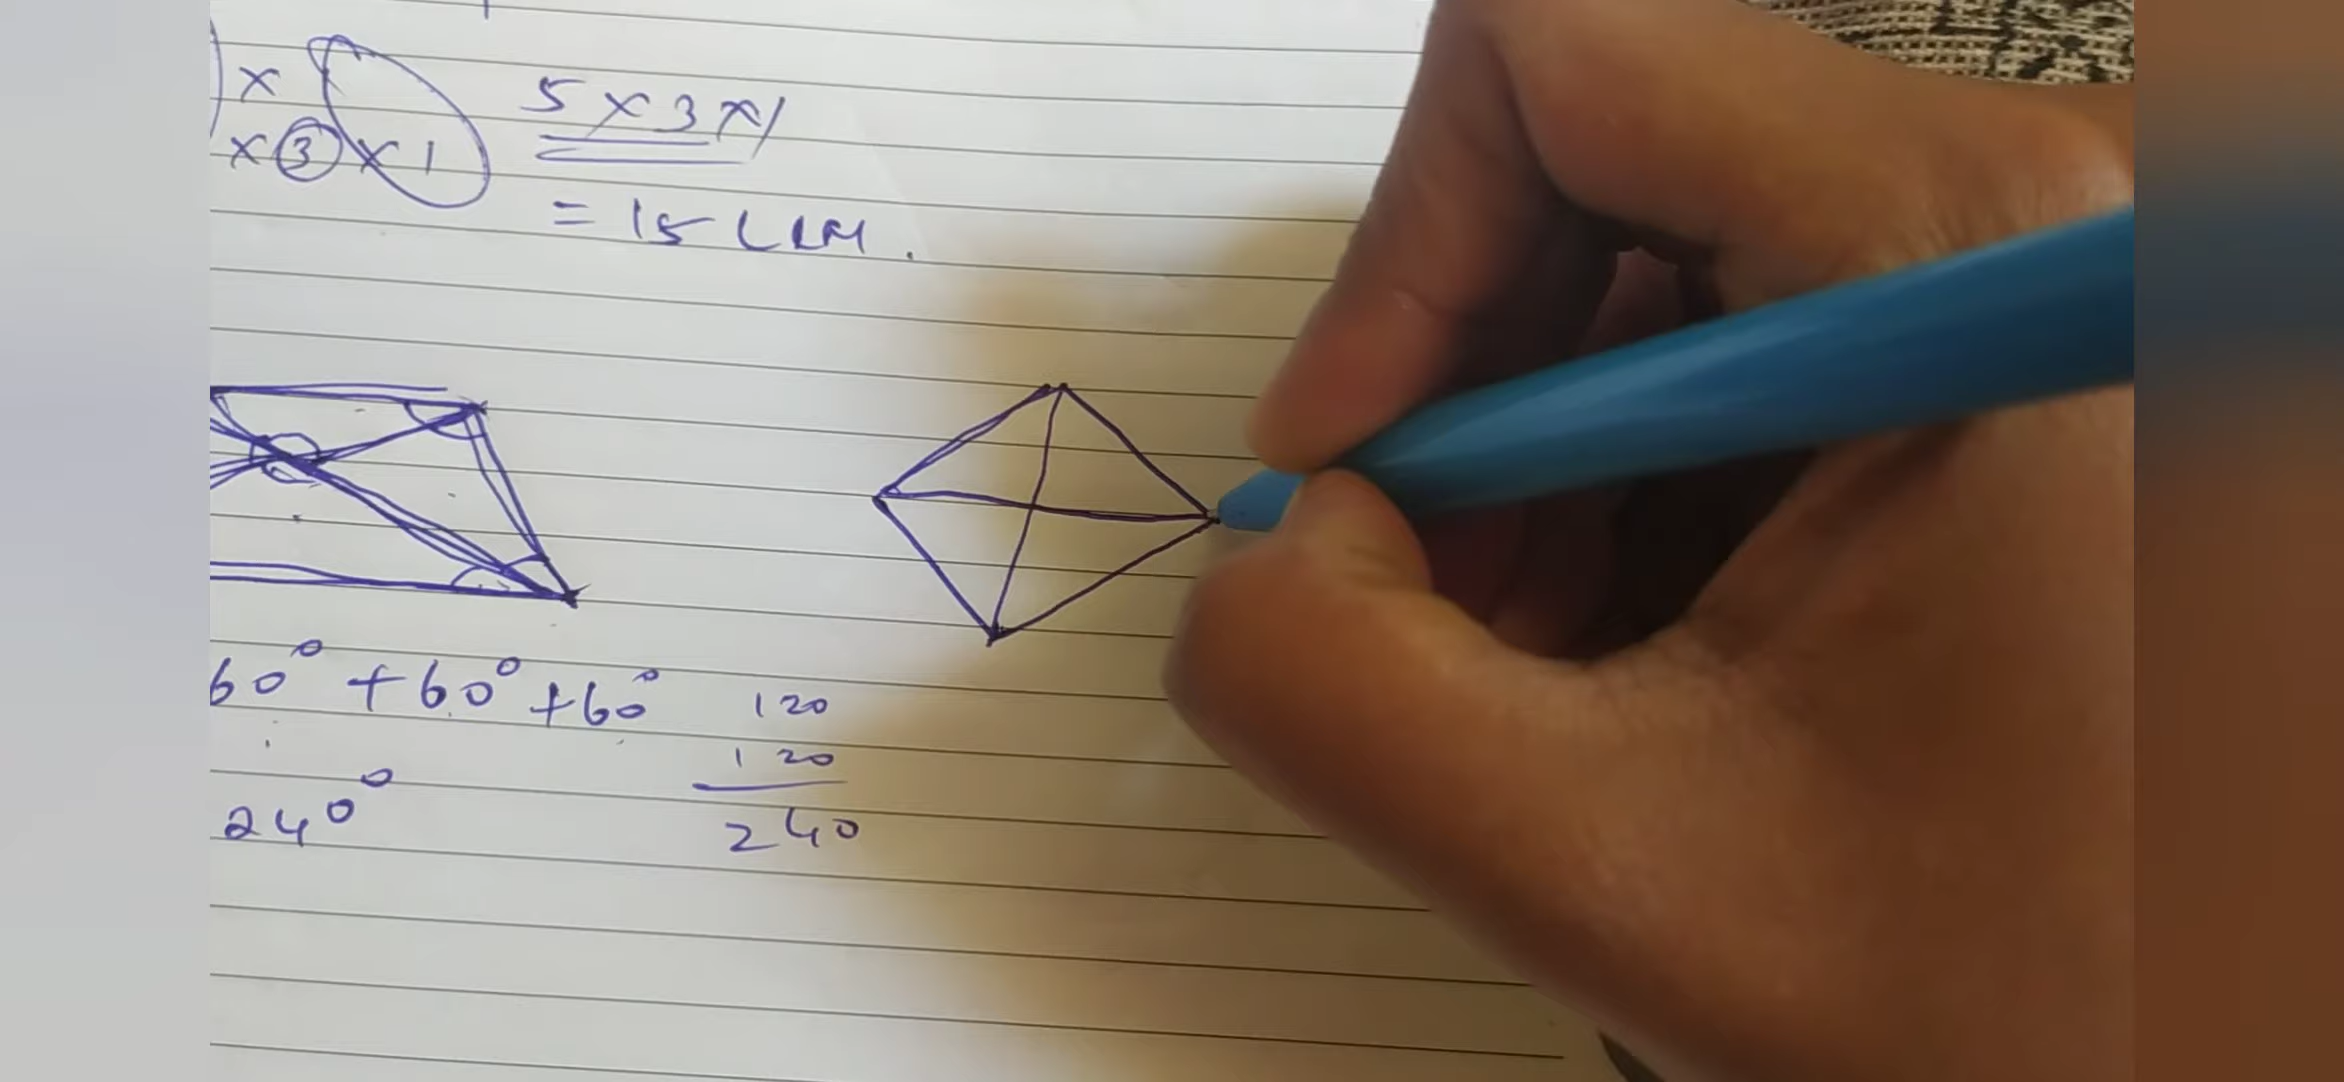 x
x 3 x 1
5 x 3 x 1
= 15 LCM.
60° + 60° + 60°
240°
120
120
240